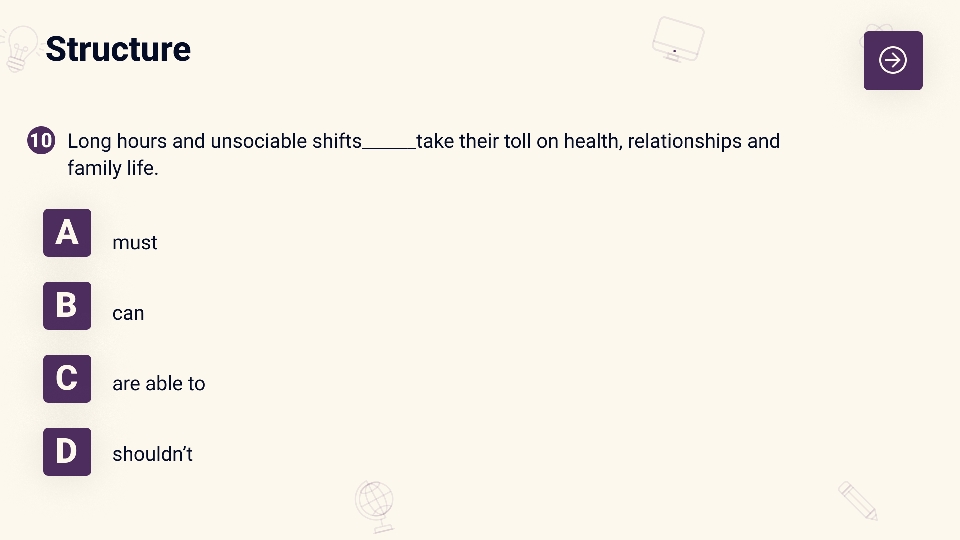 Structure
10 Long hours and unsociable shifts_____take their toll on health, relationships and
family life.
A must
B can
C are able to
D shouldn't